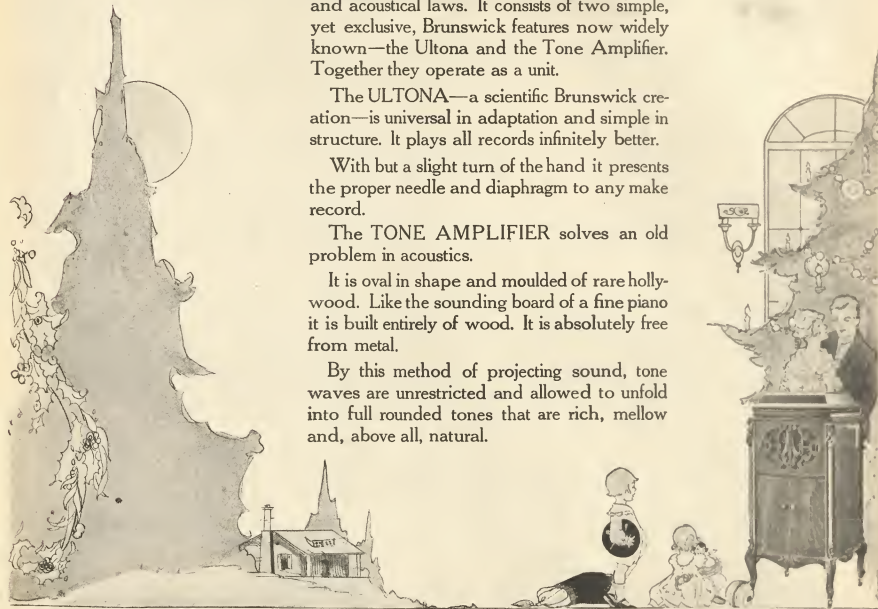 and acoustical laws. It consists of two simple,
yet exclusive, Brunswick features now widely
known—the Ultona and the Tone Amplifier.
Together they operate as a unit.
The ULTONA—a scientific Brunswick cre-
ation—is universal in adaptation and simple in
structure. It plays all records infinitely better.
With but a slight turn of the hand it presents
the proper needle and diaphragm to any make
record.
The TONE AMPLIFIER solves an old
problem in acoustics.
It is oval in shape and moulded of rare holly-
wood. Like the sounding board of a fine piano
it is built entirely of wood. It is absolutely free
from metal.
By this method of projecting sound, tone
waves are unrestricted and allowed to unfold
into full rounded tones that are rich, mellow
and, above all, natural.